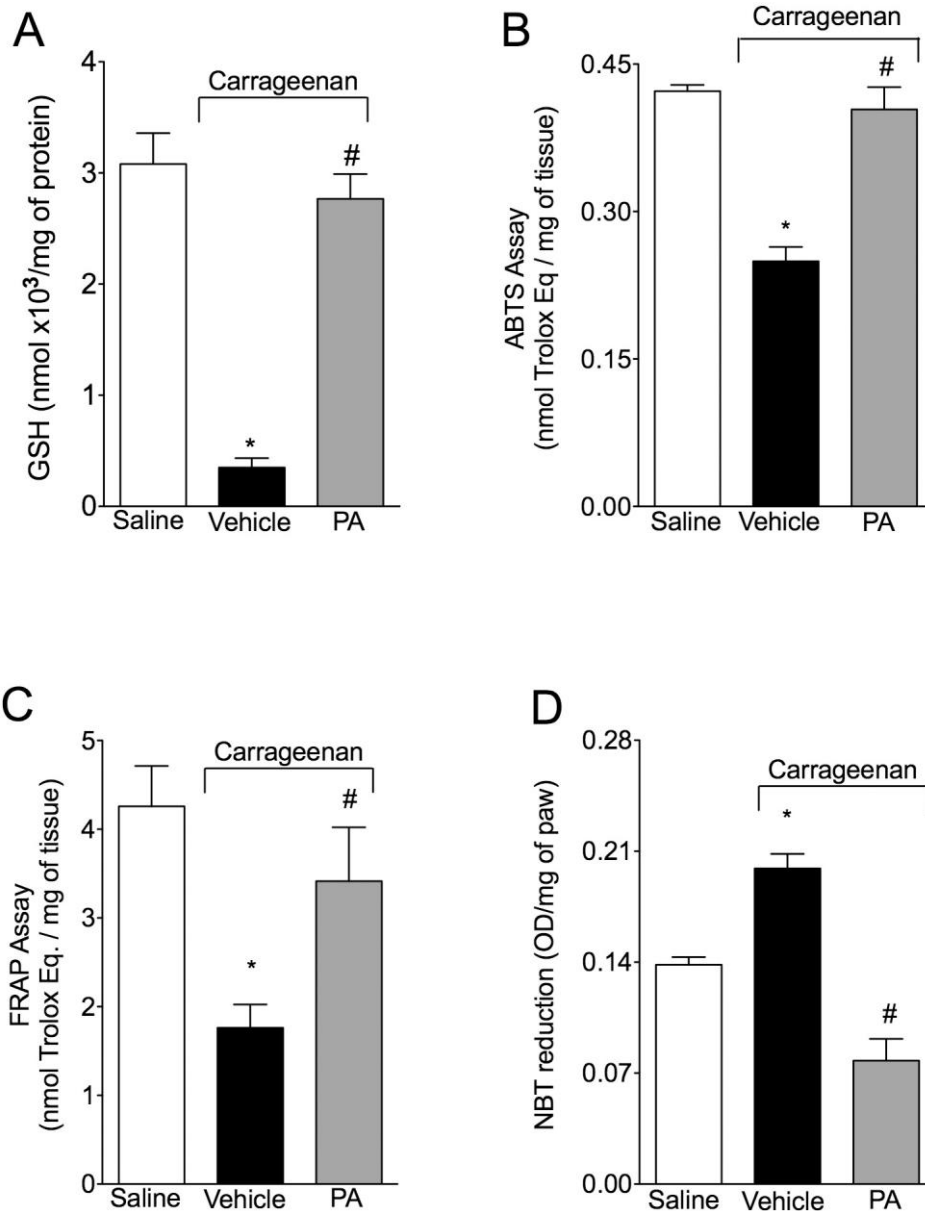 A
GSH (nmol x10³/mg of protein)
4
3
2
1
0
Carrageenan
*
#
Saline Vehicle PA
B
ABTS Assay
(nmol Trolox Eq / mg of tissue)
0.45
0.30
0.15
0.00
Carrageenan
*
#
Saline Vehicle PA
C
FRAP Assay
(nmol Trolox Eq. / mg of tissue)
5
4
3
2
1
0
Carrageenan
*
#
Saline Vehicle PA
D
NBT reduction (OD/mg of paw)
0.28
0.21
0.14
0.07
0.00
Carrageenan
*
#
Saline Vehicle PA